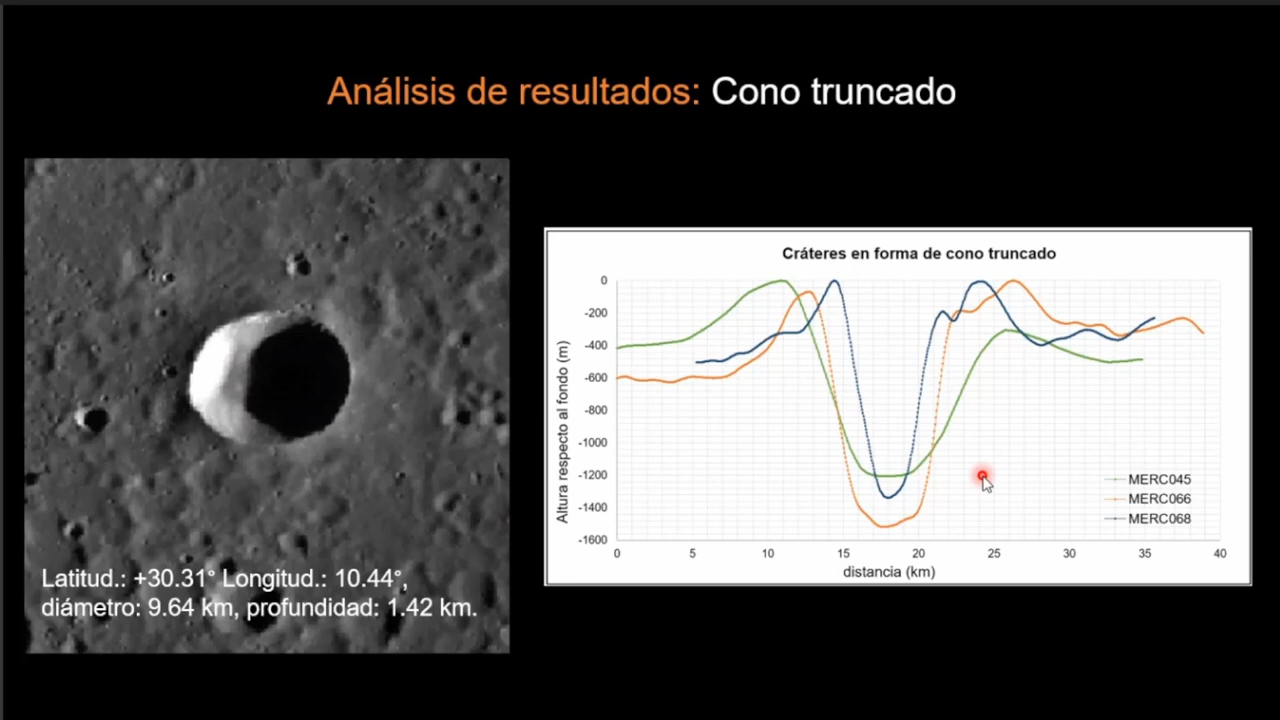 Análisis de resultados: Cono truncado
Latitud.: +30.31° Longitud.: 10.44°,
diámetro: 9.64 km, profundidad: 1.42 km.
Cráteres en forma de cono truncado
Altura respecto al fondo (m)
0
-200
-400
-600
-800
-1000
-1200
-1400
-1600
MERC045
MERC066
MERC068
0 5 10 15 20 25 30 35 40
distancia (km)